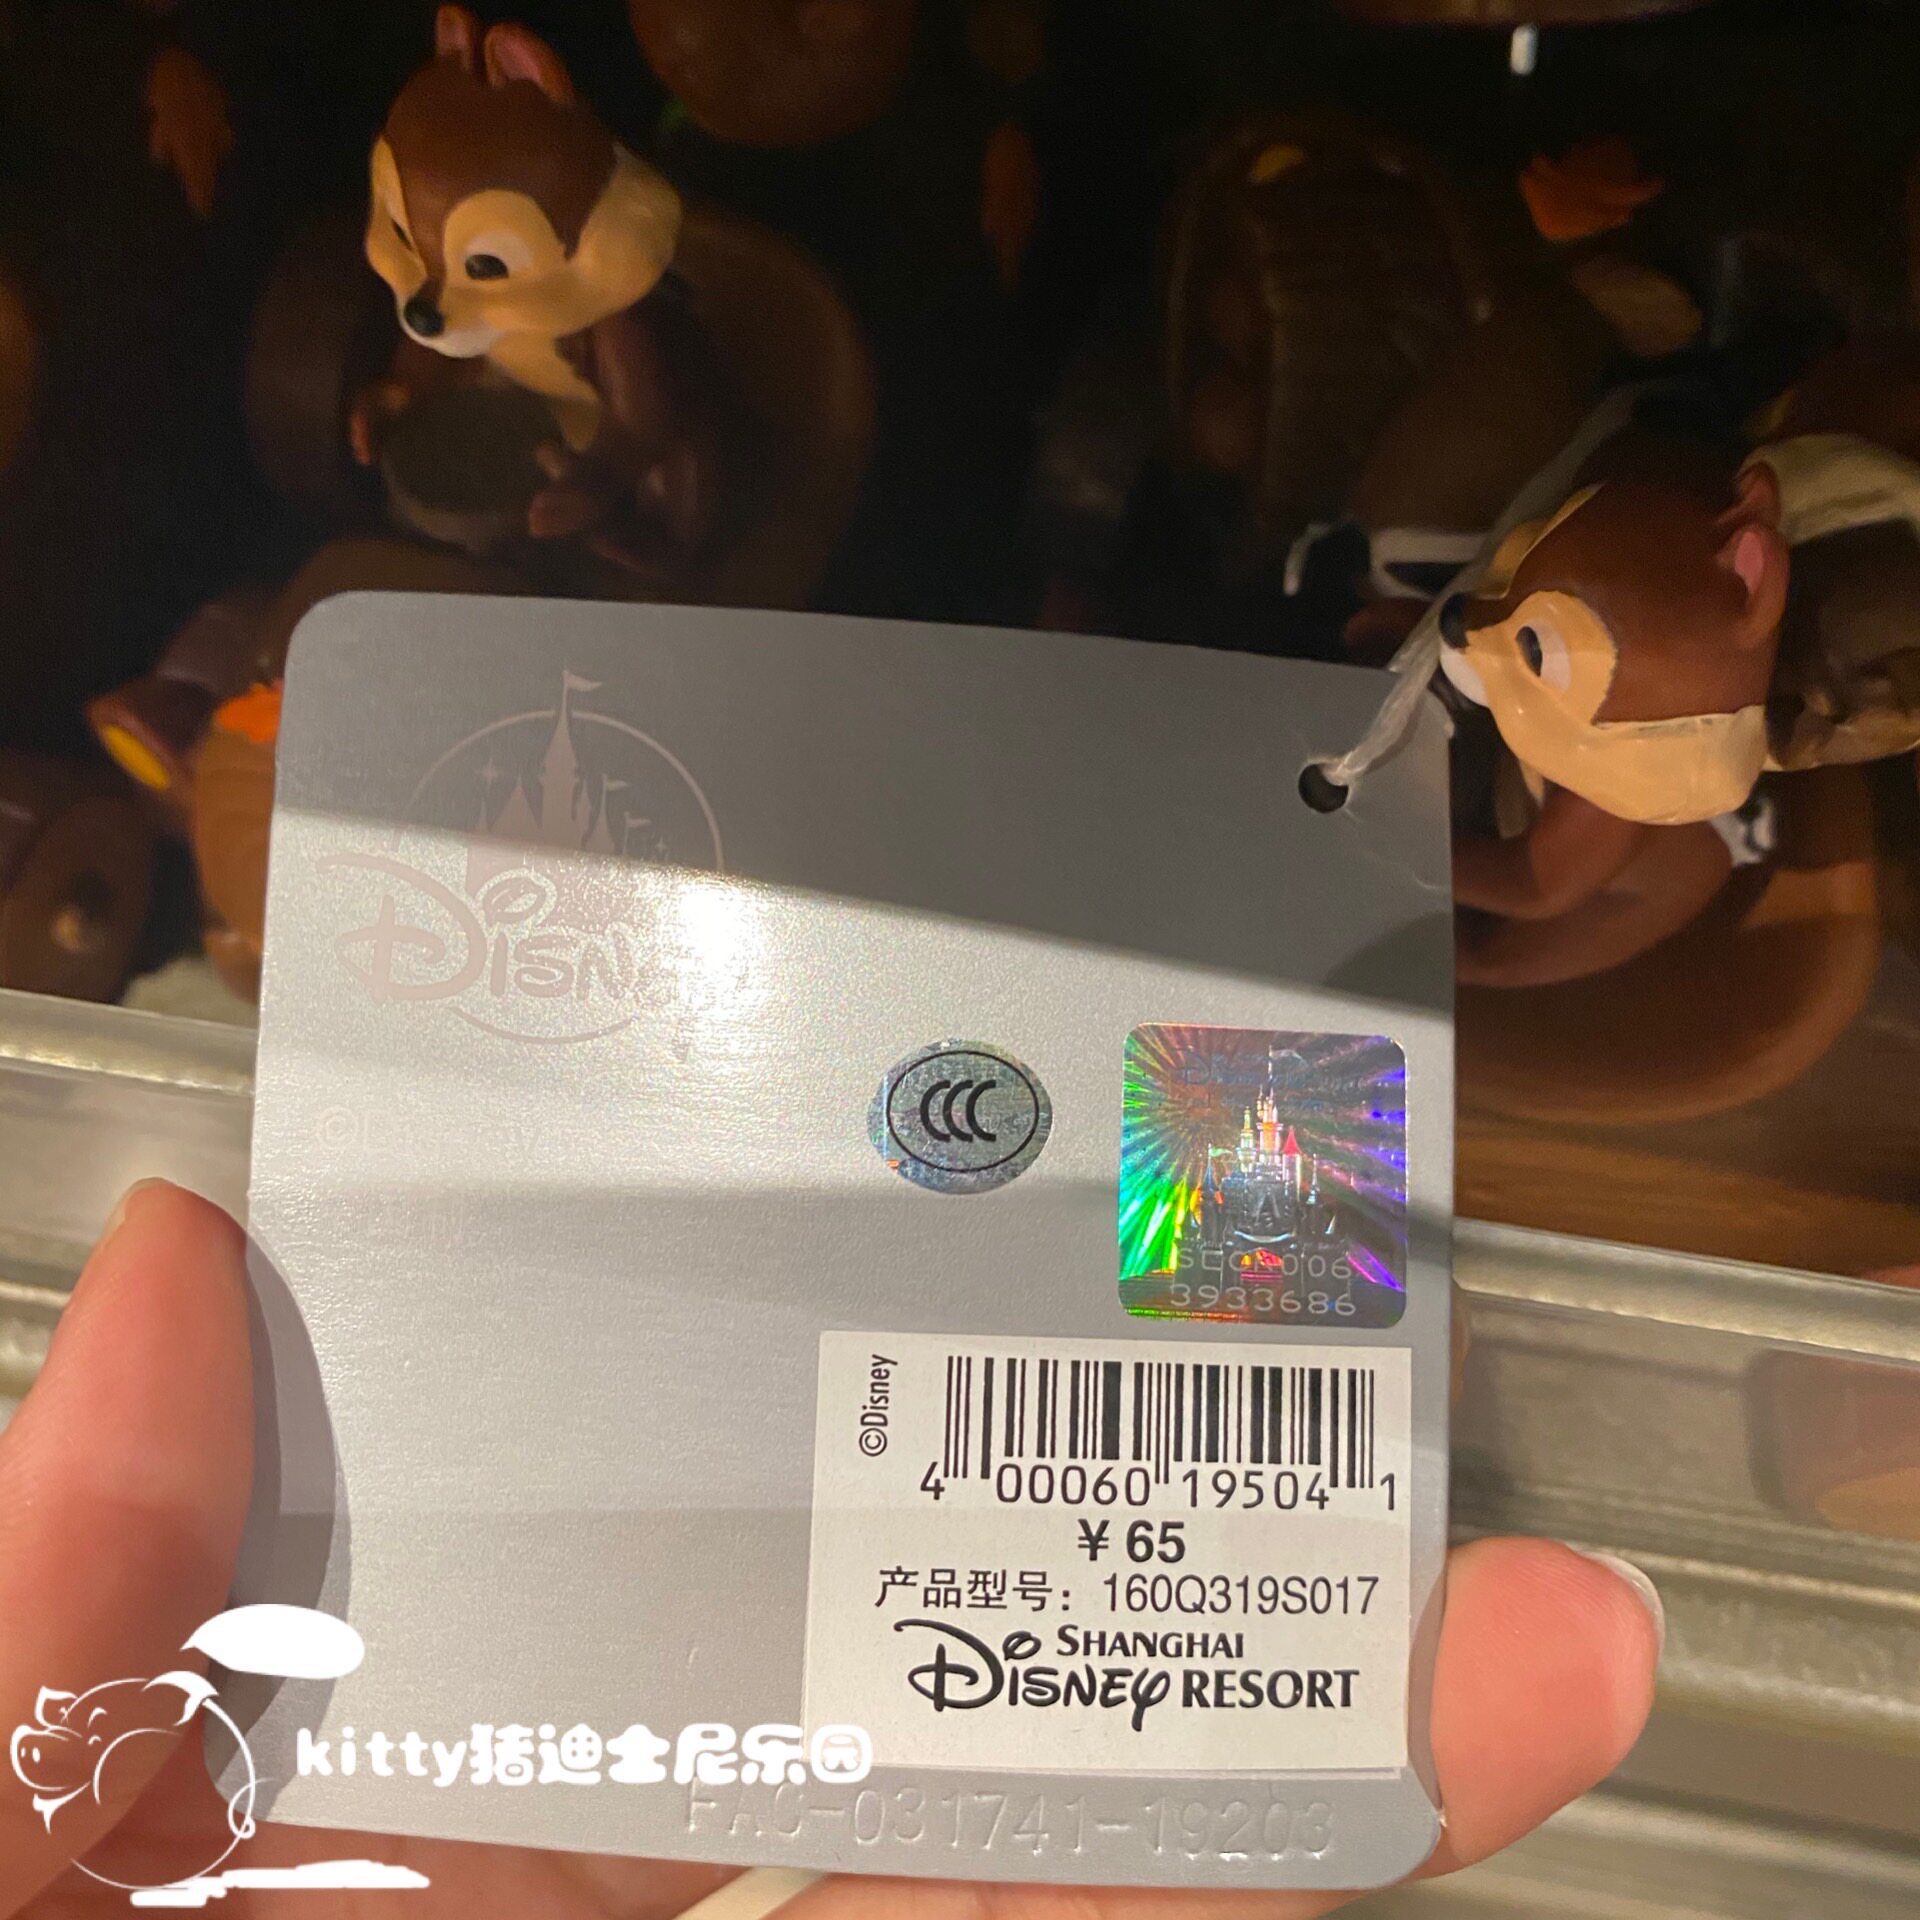 Disney
CCC
3933686
©Disney
4 00060 19504 1
¥ 65
产品型号: 160Q319S017
SHANGHAI
DISNEY RESORT
kitty猪迪士尼乐园
FAC-031741-19203